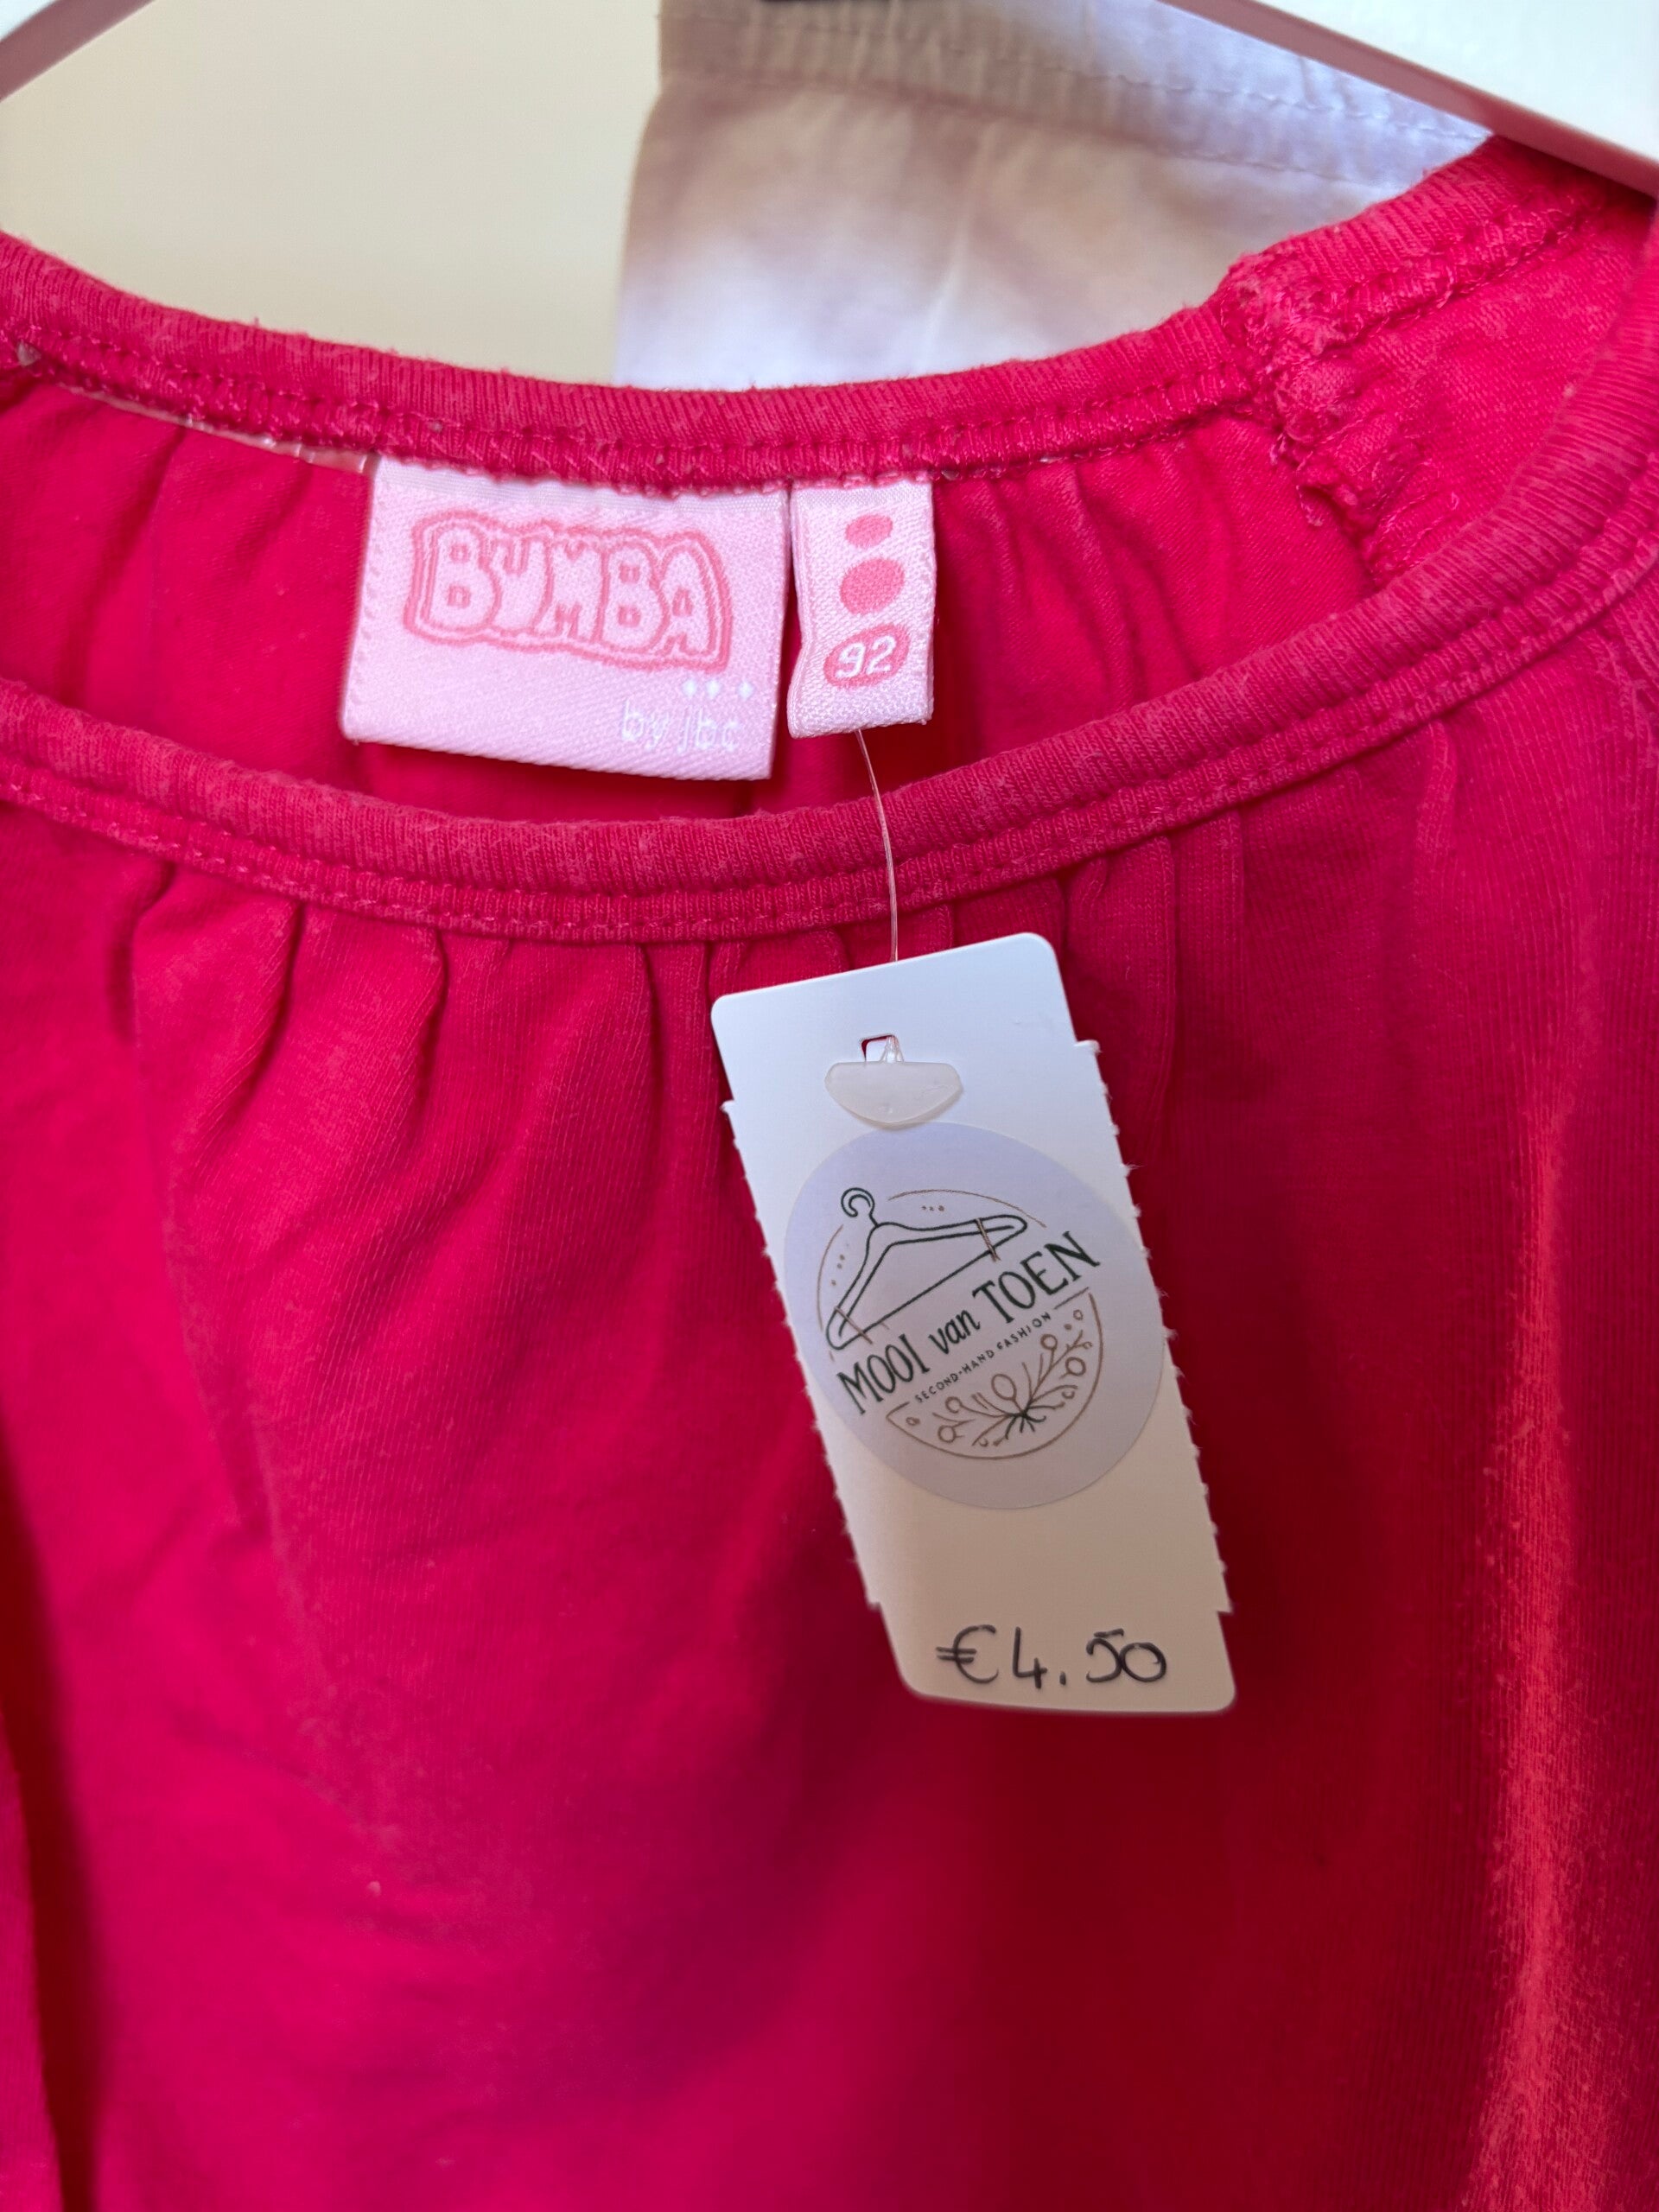 BUMBA
by jbc
92
MOOI van TOEN
SECOND-HAND FASHION
€4.50